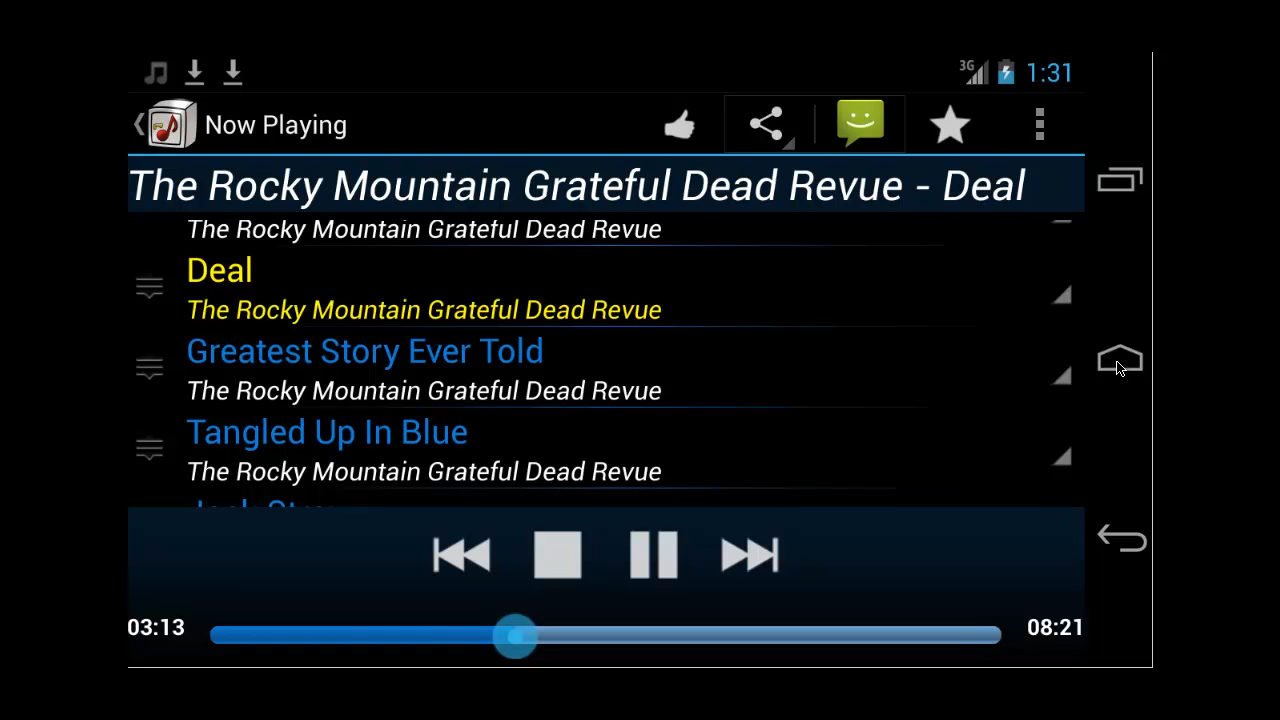 3G 1:31
Now Playing
The Rocky Mountain Grateful Dead Revue - Deal
The Rocky Mountain Grateful Dead Revue
Deal
The Rocky Mountain Grateful Dead Revue
Greatest Story Ever Told
The Rocky Mountain Grateful Dead Revue
Tangled Up In Blue
The Rocky Mountain Grateful Dead Revue
03:13 08:21